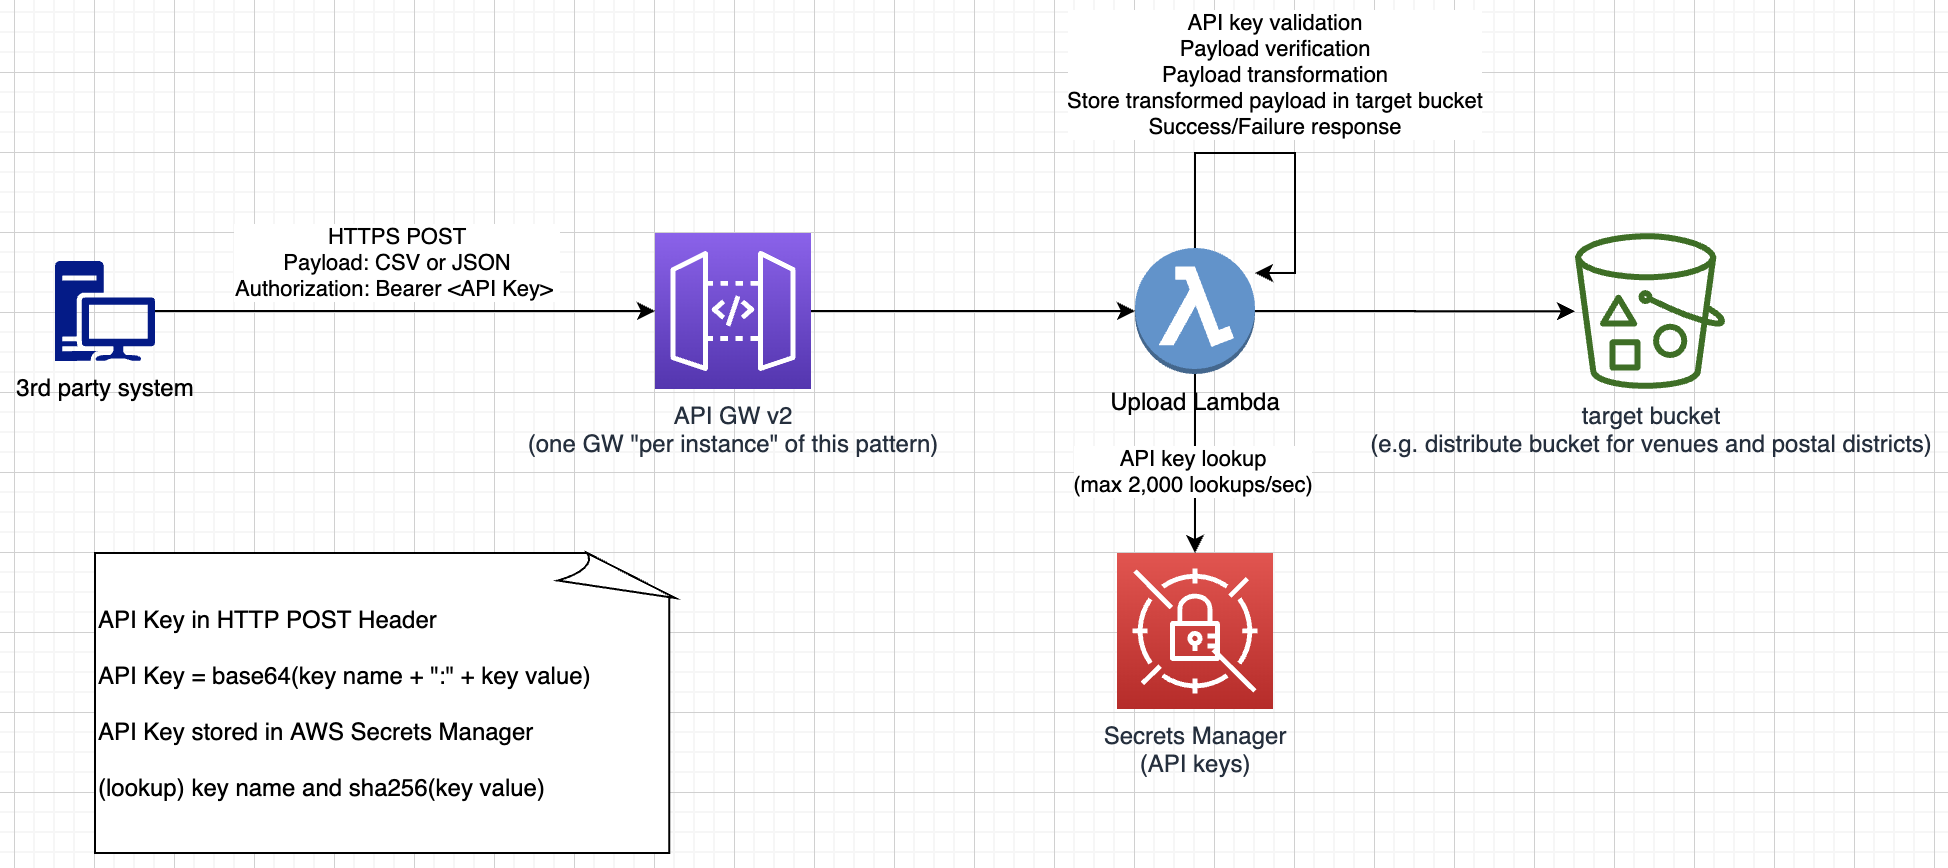 API key validation
Payload verification
Payload transformation
Store transformed payload in target bucket
Success/Failure response
HTTPS POST
Payload: CSV or JSON
Authorization: Bearer <API Key>
</>
3rd party system
API GW v2
(one GW "per instance" of this pattern)
Upload Lambda
target bucket
(e.g. distribute bucket for venues and postal districts)
API key lookup
(max 2,000 lookups/sec)
API Key in HTTP POST Header
API Key = base64(key name + ":" + key value)
API Key stored in AWS Secrets Manager
(lookup) key name and sha256(key value)
Secrets Manager
(API keys)